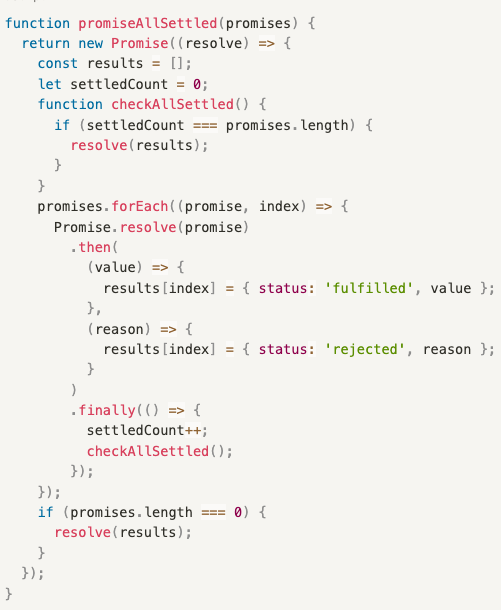 function promiseAllSettled(promises) {
  return new Promise((resolve) => {
    const results = [];
    let settledCount = 0;
    function checkAllSettled() {
      if (settledCount === promises.length) {
        resolve(results);
      }
    }
    promises.forEach((promise, index) => {
      Promise.resolve(promise)
        .then(
          (value) => {
            results[index] = { status: 'fulfilled', value };
          },
          (reason) => {
            results[index] = { status: 'rejected', reason };
          }
        )
        .finally(() => {
          settledCount++;
          checkAllSettled();
        });
    });
    if (promises.length === 0) {
      resolve(results);
    }
  });
}